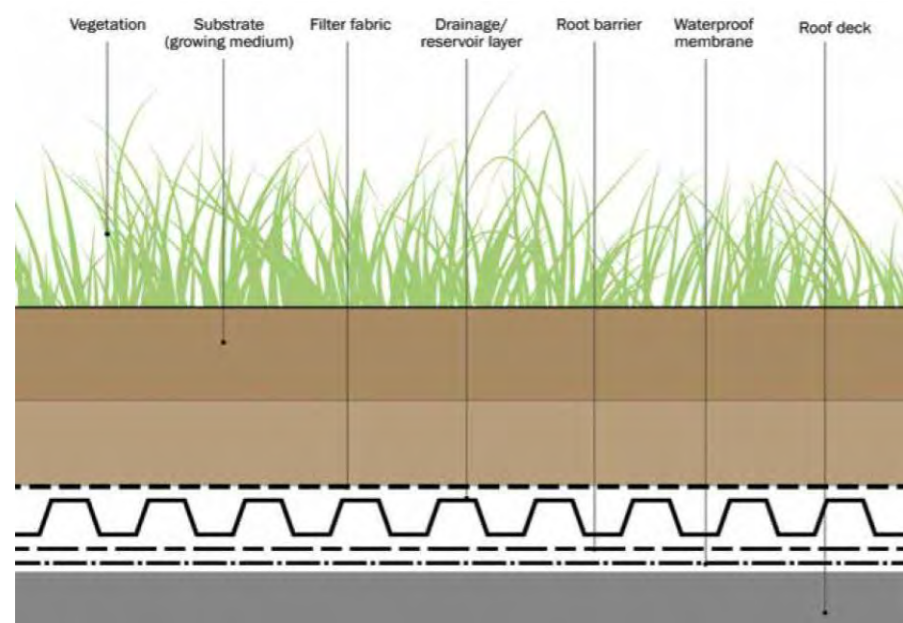 Vegetation
Substrate
(growing medium)
Filter fabric
Drainage/
reservoir layer
Root barrier
Waterproof
membrane
Roof deck